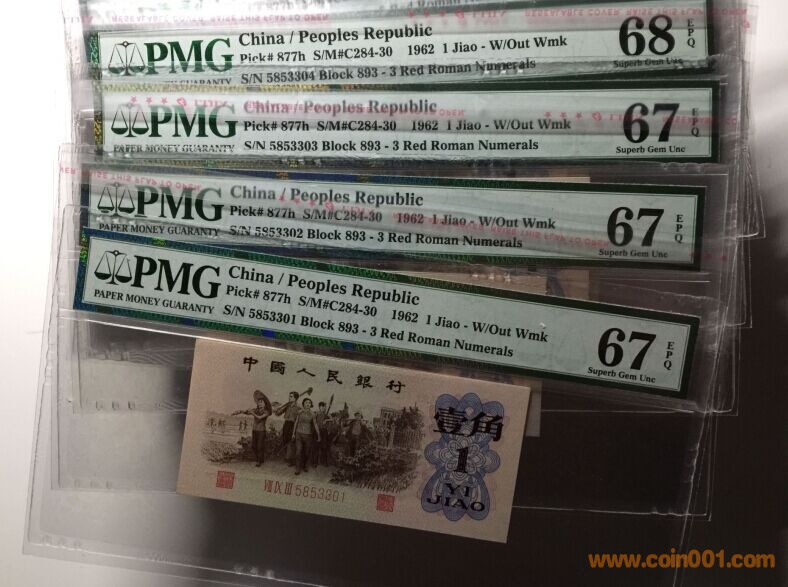 PMG
China / Peoples Republic
Pick# 877h S/M#C284-30 1962 1 Jiao - W/Out Wmk
S/N 5853304 Block 893 - 3 Red Roman Numerals
68 EPQ
Superb Gem Unc
PMG
PAPER MONEY GUARANTY
China / Peoples Republic
Pick# 877h S/M#C284-30 1962 1 Jiao - W/Out Wmk
S/N 5853303 Block 893 - 3 Red Roman Numerals
67 EPQ
Superb Gem Unc
PMG
PAPER MONEY GUARANTY
China / Peoples Republic
Pick# 877h S/M#C284-30 1962 1 Jiao - W/Out Wmk
S/N 5853302 Block 893 - 3 Red Roman Numerals
67 EPQ
Superb Gem Unc
PMG
PAPER MONEY GUARANTY
China / Peoples Republic
Pick# 877h S/M#C284-30 1962 1 Jiao - W/Out Wmk
S/N 5853301 Block 893 - 3 Red Roman Numerals
67 EPQ
Superb Gem Unc
中國人民銀行
壹角
1
YI
JIAO
VII IX III 5853301
www.coin001.com